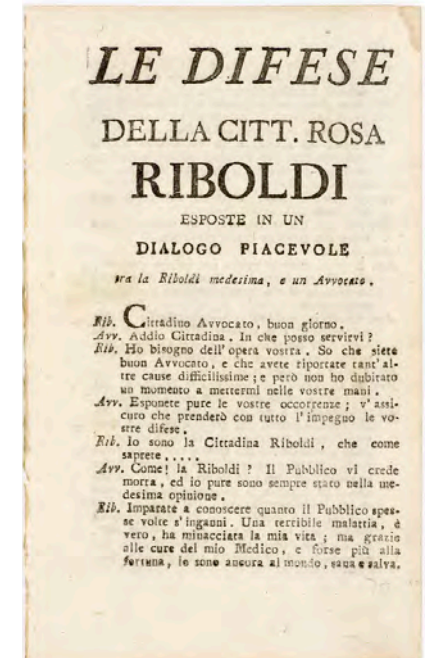 LE DIFESE
DELLA CITT. ROSA
RIBOLDI
ESPOSTE IN UN
DIALOGO PIACEVOLE
tra la Riboldi medesima, e un Avvocato.
Rib. Cittadino Avvocato, buon giorno.
Avv. Addio Cittadina. In che posso servirvi?
Rib. Ho bisogno dell' opera vostra. So che siete
buon Avvocato, e che avete riportate tant' al-
tre cause difficilissime; e però non ho dubitato
un momento a mettermi nelle vostre mani.
Avv. Esponete pure le vostre occorrenze; v' assi-
curo che prenderò con tutto l' impegno le vo-
stre difese.
Rib. Io sono la Cittadina Riboldi, che come
saprete.....
Avv. Come! la Riboldi? Il Pubblico vi crede
morta, ed io pure sono sempre stato nella me-
desima opinione.
Rib. Imparate a conoscere quanto il Pubblico spes-
se volte s' inganni. Una terribile malattia, è
vero, ha minacciata la mia vita; ma grazie
alle cure del mio Medico, e forse più alla
fortuna, io sono ancora al mondo, sana e salva.